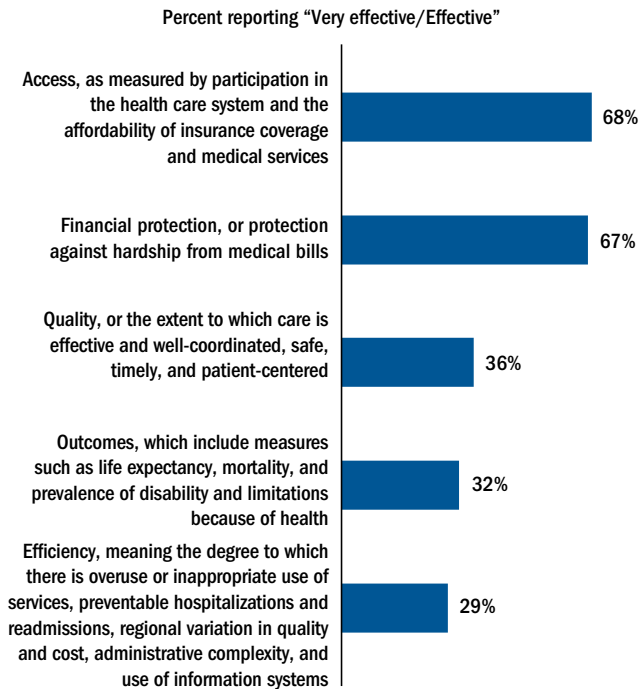 Percent reporting “Very effective/Effective”
Access, as measured by participation in
the health care system and the
affordability of insurance coverage
and medical services
68%
Financial protection, or protection
against hardship from medical bills
67%
Quality, or the extent to which care is
effective and well-coordinated, safe,
timely, and patient-centered
36%
Outcomes, which include measures
such as life expectancy, mortality, and
prevalence of disability and limitations
because of health
32%
Efficiency, meaning the degree to which
there is overuse or inappropriate use of
services, preventable hospitalizations and
readmissions, regional variation in quality
and cost, administrative complexity, and
use of information systems
29%